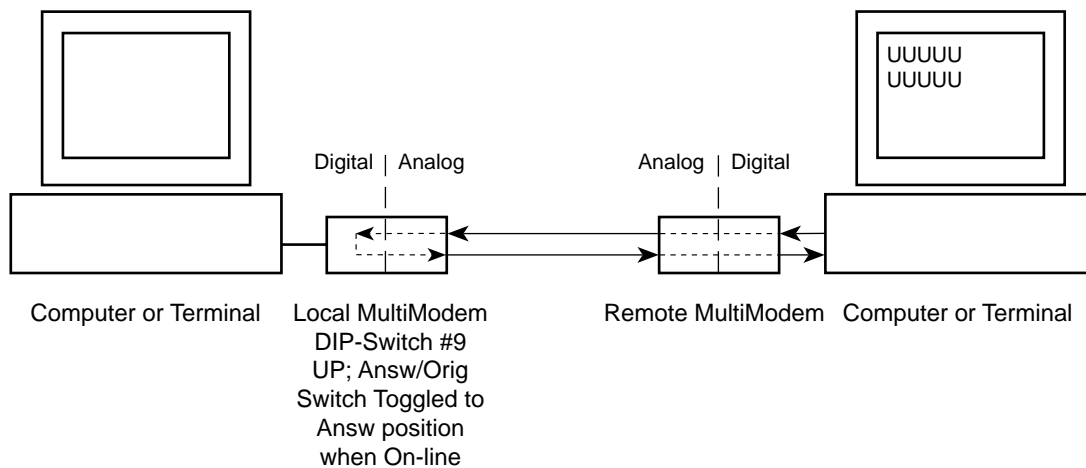 UUUUU
UUUUU
Digital Analog
Analog Digital
Computer or Terminal
Local MultiModem
DIP-Switch #9
UP; Answ/Orig
Switch Toggled to
Answ position
when On-line
Remote MultiModem
Computer or Terminal